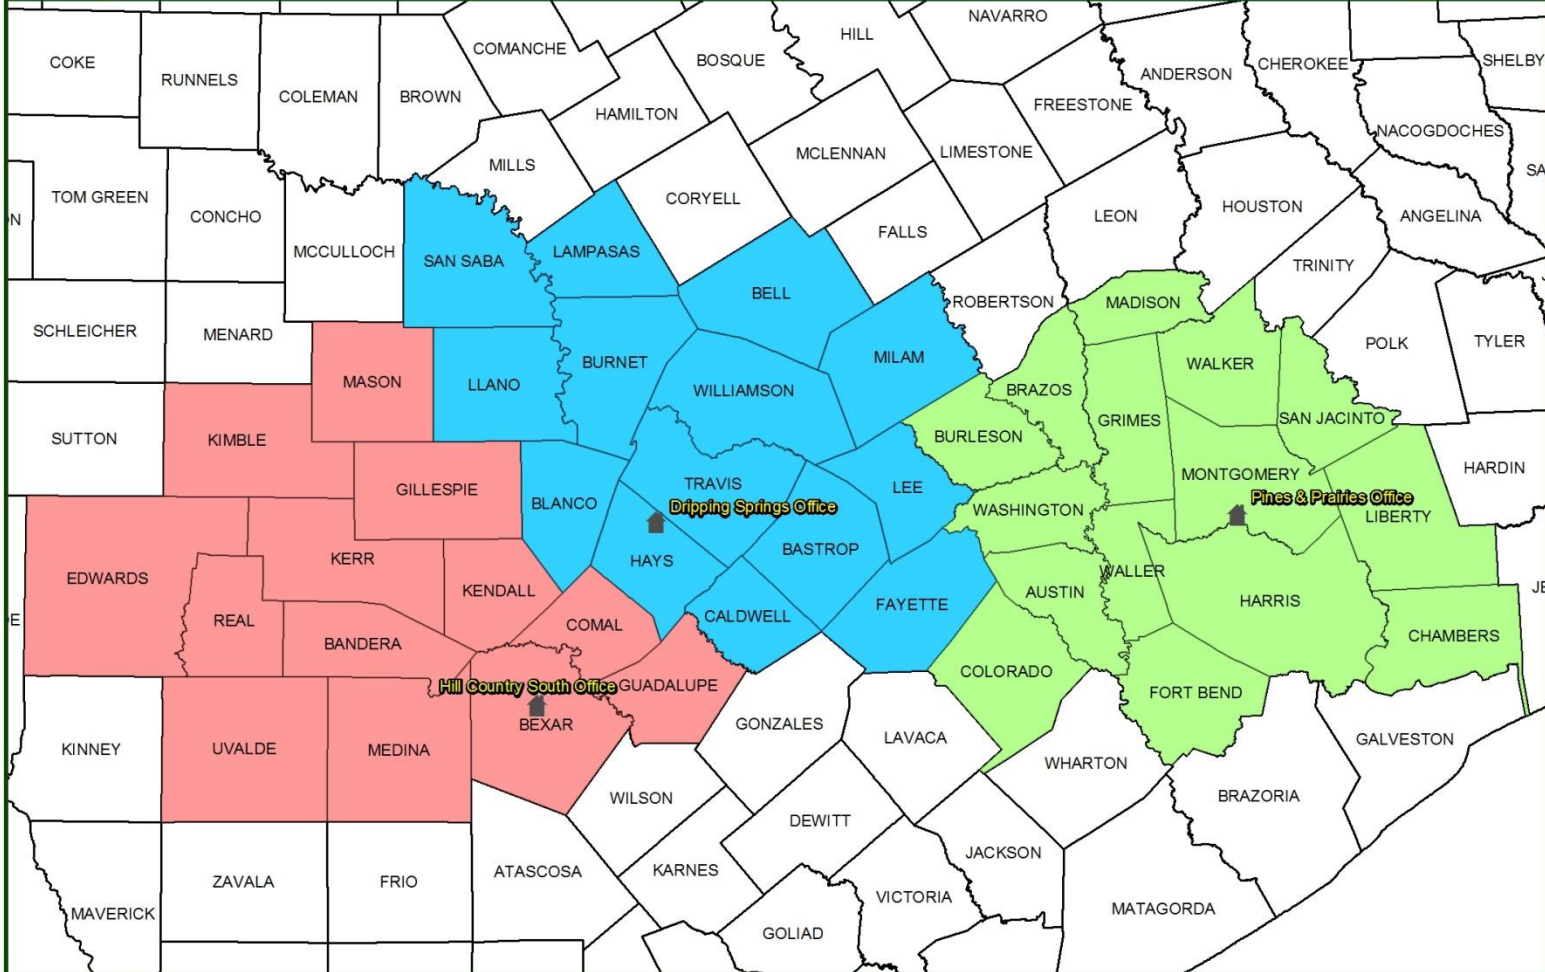 NAVARRO
HILL
COMANCHE
BOSQUE
COKE
RUNNELS
COLEMAN
BROWN
HAMILTON
ANDERSON
CHEROKEE
SHELBY
FREESTONE
NACOGDOCHES
MCLENNAN
LIMESTONE
MILLS
SA
TOM GREEN
CONCHO
CORYELL
LEON
HOUSTON
ANGELINA
N
FALLS
MCCULLOCH
SAN SABA
LAMPASAS
TRINITY
BELL
ROBERTSON
MADISON
SCHLEICHER
MENARD
POLK
TYLER
BURNET
MILAM
WALKER
MASON
LLANO
WILLIAMSON
BRAZOS
GRIMES
SAN JACINTO
SUTTON
KIMBLE
BURLESON
HARDIN
MONTGOMERY
GILLESPIE
TRAVIS
LEE
BLANCO
Dripping Springs Office
Pines & Prairies Office
WASHINGTON
LIBERTY
BASTROP
KERR
HAYS
EDWARDS
WALLER
KENDALL
AUSTIN
JE
HARRIS
FAYETTE
DE
REAL
CALDWELL
COMAL
CHAMBERS
BANDERA
COLORADO
Hill Country South Office
GUADALUPE
FORT BEND
GONZALES
BEXAR
LAVACA
GALVESTON
KINNEY
UVALDE
MEDINA
WHARTON
WILSON
BRAZORIA
DEWITT
JACKSON
ATASCOSA
KARNES
ZAVALA
FRIO
VICTORIA
MAVERICK
MATAGORDA
GOLIAD